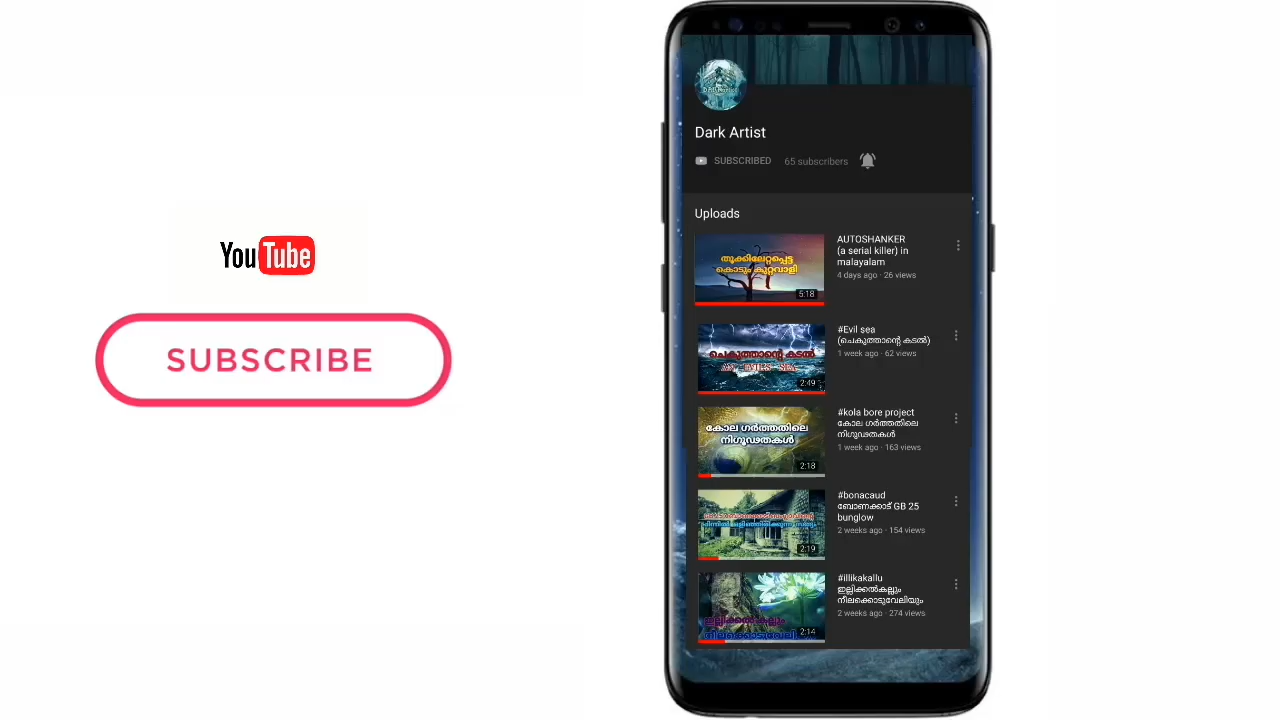 YouTube
SUBSCRIBE
Dark Artist
SUBSCRIBED 65 subscribers
Uploads
തൂക്കിലേറ്റപ്പെട്ട
കൊടും കുറ്റവാളി
5:18
AUTOSHANKER
(a serial killer) in
malayalam
4 days ago · 26 views
ചെകുത്താന്റെ കടൽ
2:49
#Evil sea
(ചെകുത്താന്റെ കടൽ)
1 week ago · 62 views
കോല ഗർത്തതിലെ
നിഗൂഢതകൾ
2:18
#kola bore project
കോല ഗർത്തതിലെ
നിഗൂഢതകൾ
1 week ago · 163 views
2:19
#bonacaud
ബോണക്കാട് GB 25
bunglow
2 weeks ago · 154 views
ഇല്ലിക്കൽകല്ലും
നീലക്കൊടുവേലി
2:14
#illikakallu
ഇല്ലിക്കൽകല്ലും
നീലക്കൊടുവേലിയും
2 weeks ago · 274 views